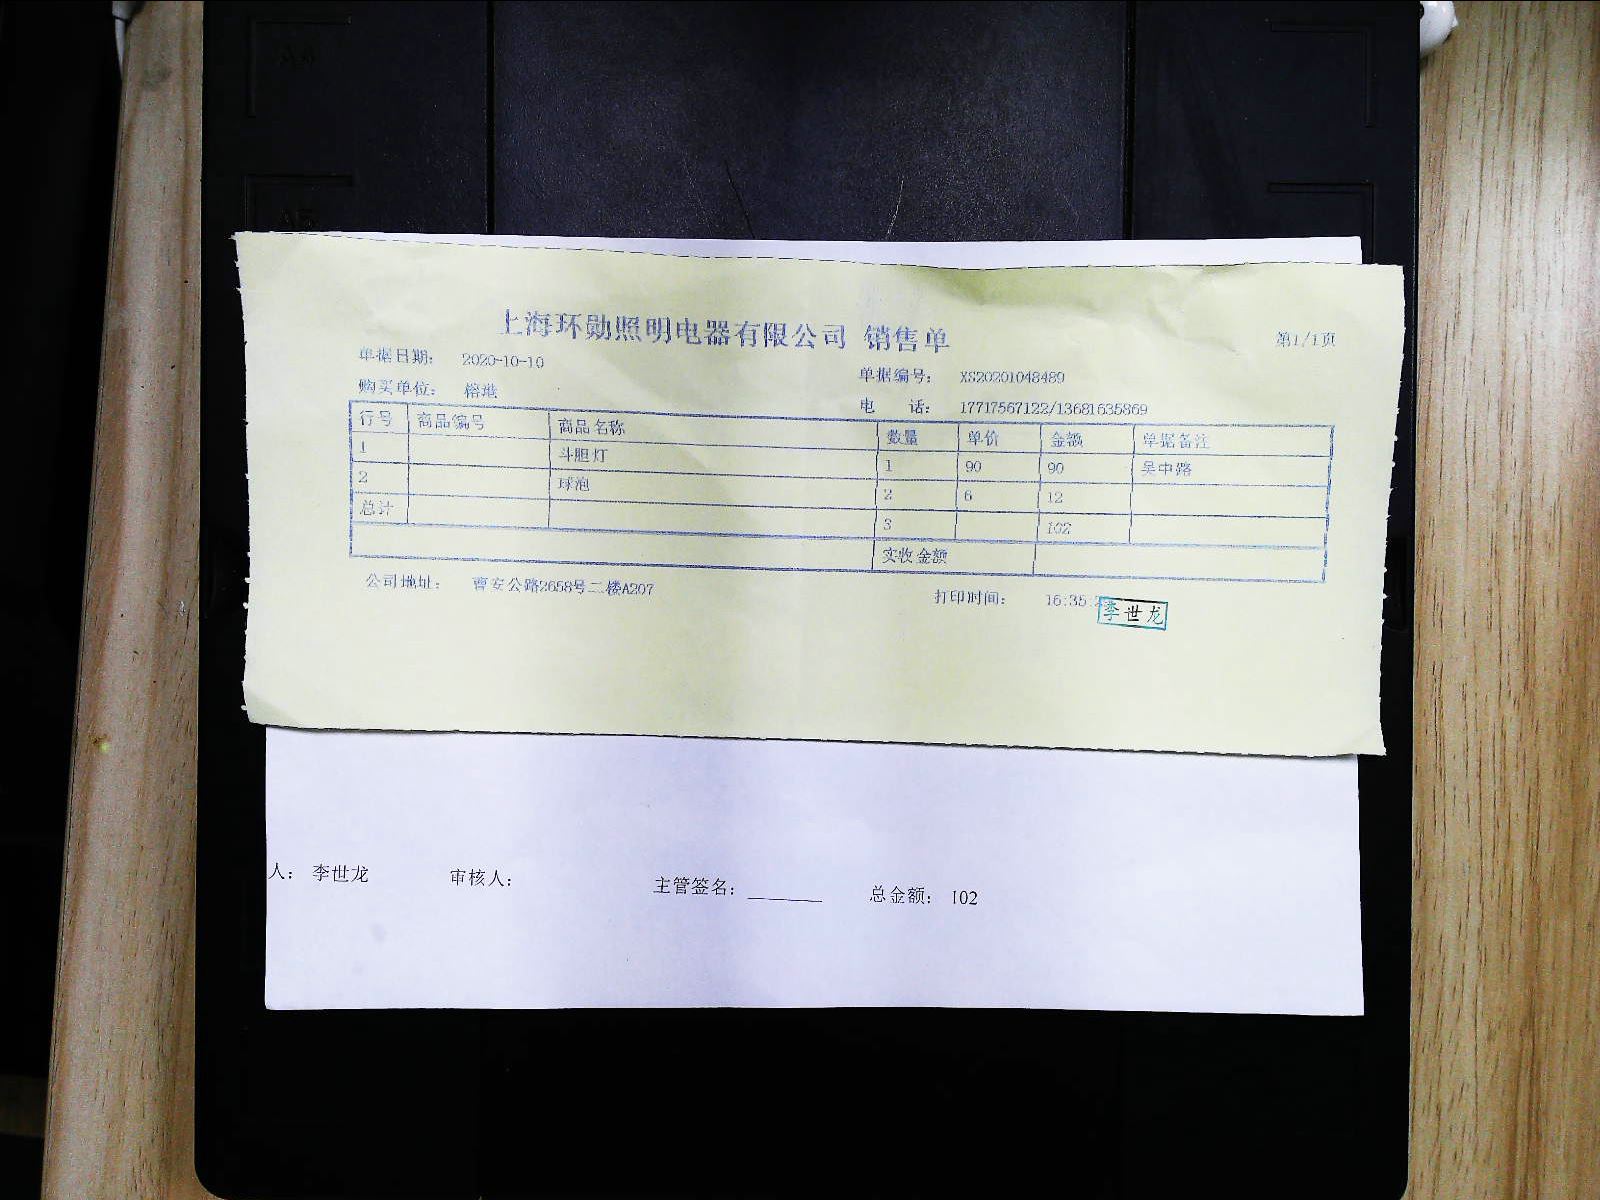 A4
A5
上海环勋照明电器有限公司 销售单
第1/1页
单据日期: 2020-10-10
单据编号: XS20201048489
购买单位: 榕港
电 话: 17717567122/13681635869
行号 商品编号 商品名称 数量 单价 金额 单据备注
1 斗胆灯 1 90 90 吴中路
2 球泡 2 6 12
总计 3 102
实收金额
公司地址: 曹安公路2658号二楼A207
打印时间: 16:35:
李世龙
人: 李世龙 审核人: 主管签名: ______ 总金额: 102